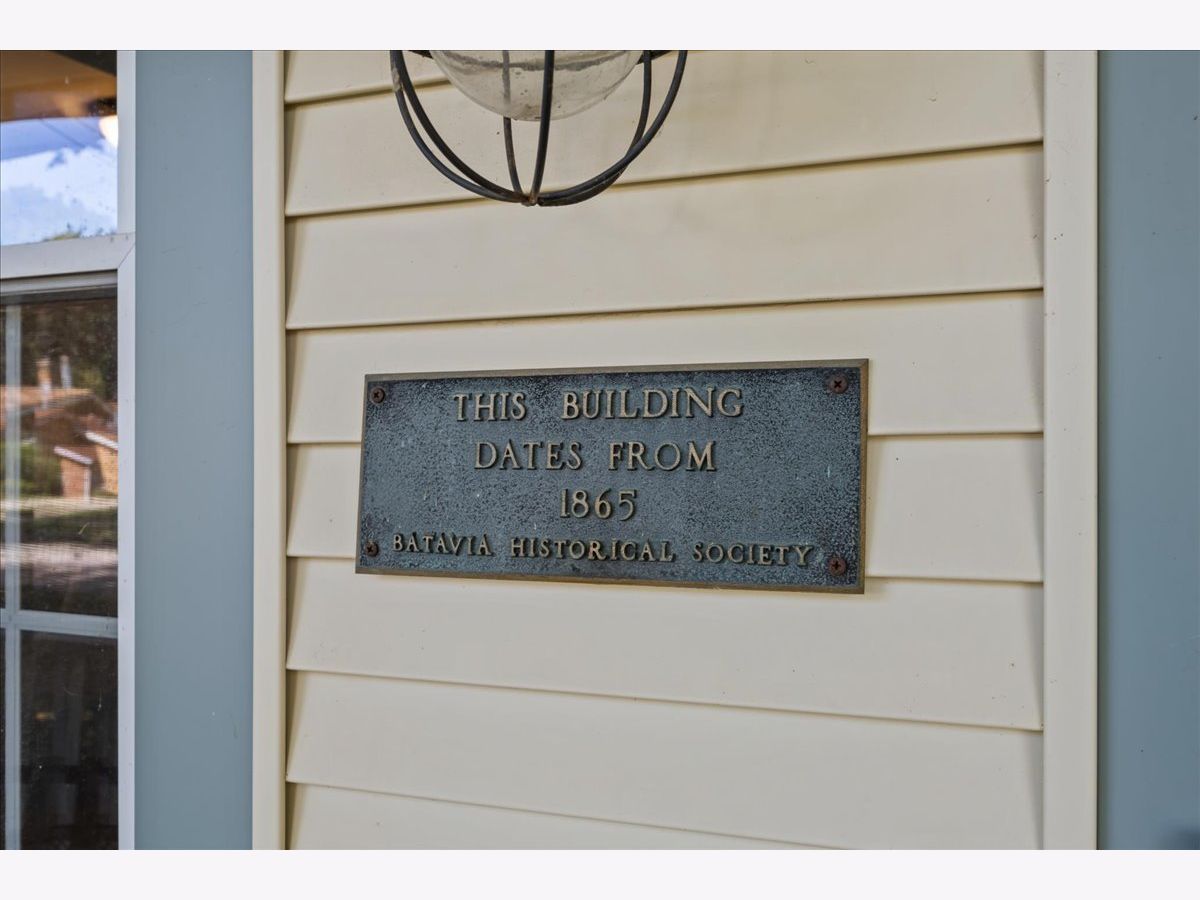 THIS BUILDING
DATES FROM
1865
BATAVIA HISTORICAL SOCIETY